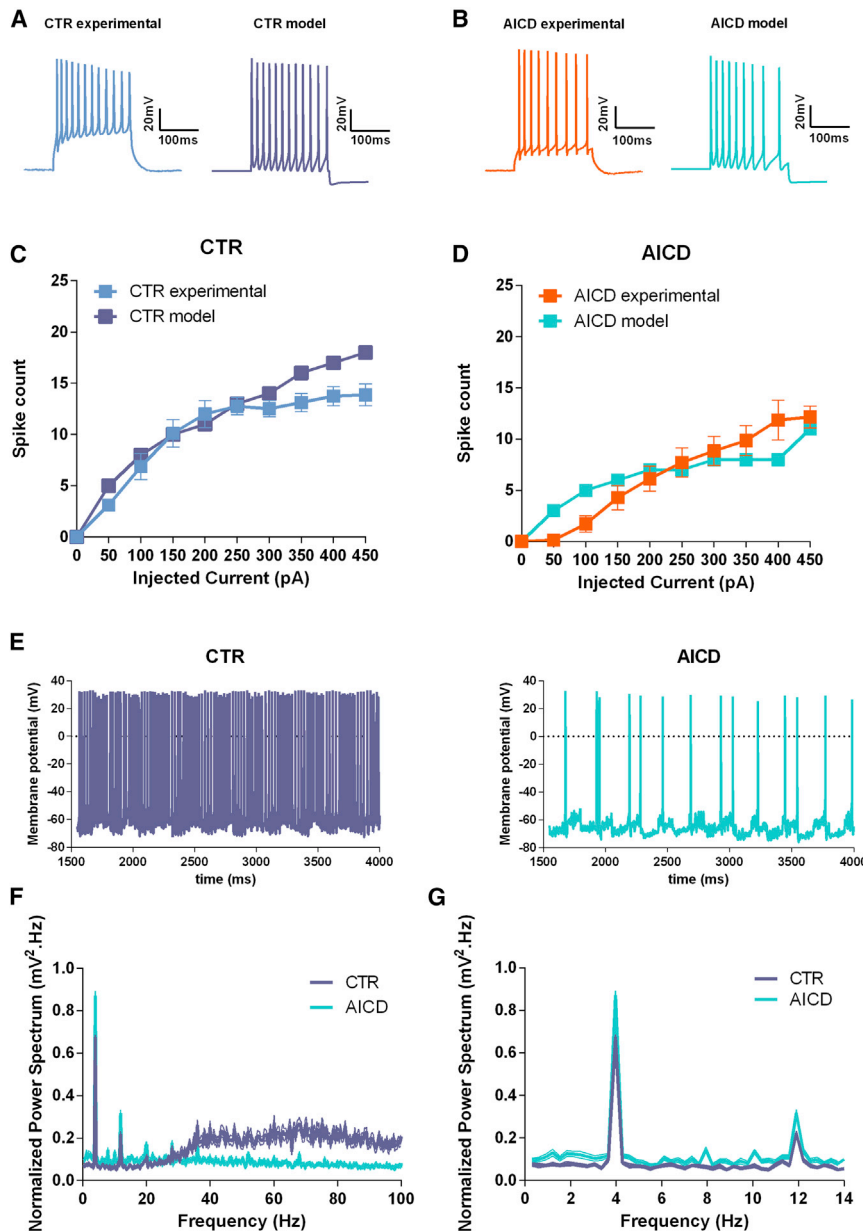 A
CTR experimental
CTR model
20mV
100ms
20mV
100ms
B
AICD experimental
AICD model
20mV
100ms
20mV
100ms
C
CTR
CTR experimental
CTR model
Spike count
25
20
15
10
5
0
0 50 100 150 200 250 300 350 400 450
Injected Current (pA)
D
AICD
AICD experimental
AICD model
Spike count
25
20
15
10
5
0
0 50 100 150 200 250 300 350 400 450
Injected Current (pA)
E
CTR
Membrane potential (mV)
40
20
0
-20
-40
-60
-80
1500 2000 2500 3000 3500 4000
time (ms)
AICD
Membrane potential (mV)
40
20
0
-20
-40
-60
-80
1500 2000 2500 3000 3500 4000
time (ms)
F
Normalized Power Spectrum (mV².Hz)
1.0
0.8
0.6
0.4
0.2
0.0
CTR
AICD
0 20 40 60 80 100
Frequency (Hz)
G
Normalized Power Spectrum (mV².Hz)
1.0
0.8
0.6
0.4
0.2
0.0
CTR
AICD
0 2 4 6 8 10 12 14
Frequency (Hz)